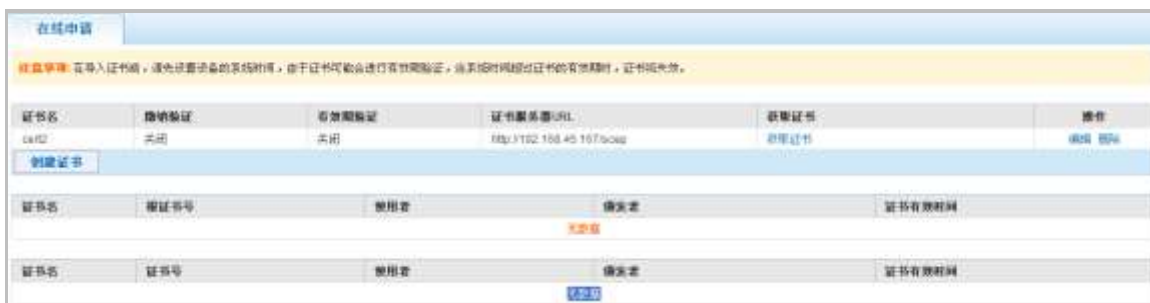 在线申请
注意事项: 在导入证书前，请先设置设备的系统时间，由于证书可能会进行有效期验证，当系统时间超过证书的有效期时，证书将失效。
证书名 撤销验证 有效期验证 证书服务器URL 获取证书 操作
cert2 关闭 关闭 获取证书 编辑 删除
创建证书
证书名 根证书号 使用者 颁发者 证书有效时间
无数据
证书名 证书号 使用者 颁发者 证书有效时间
无数据